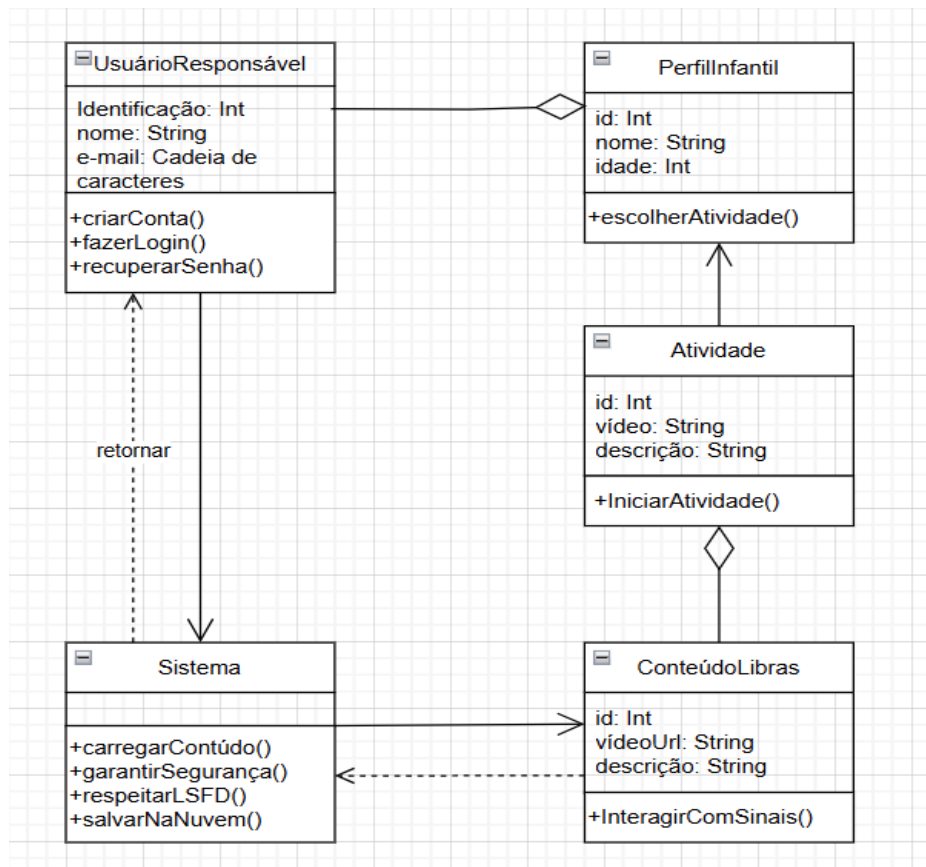 UsuárioResponsável
Identificação: Int
nome: String
e-mail: Cadeia de
caracteres
+criarConta()
+fazerLogin()
+recuperarSenha()
PerfilInfantil
id: Int
nome: String
idade: Int
+escolherAtividade()
Atividade
id: Int
vídeo: String
descrição: String
+IniciarAtividade()
retornar
Sistema
+carregarContúdo()
+garantirSegurança()
+respeitarLSFD()
+salvarNaNuvem()
ConteúdoLibras
id: Int
vídeoUrl: String
descrição: String
+InteragirComSinais()